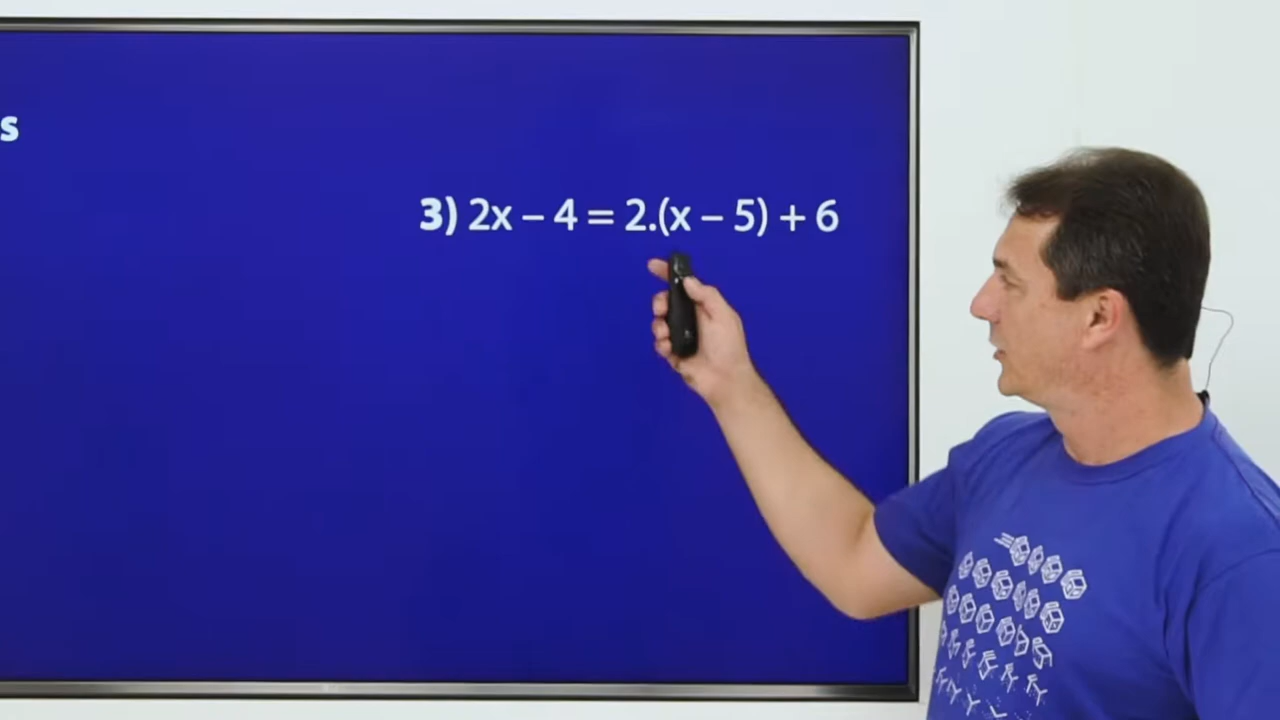 s
3) 2x – 4 = 2.(x – 5) + 6